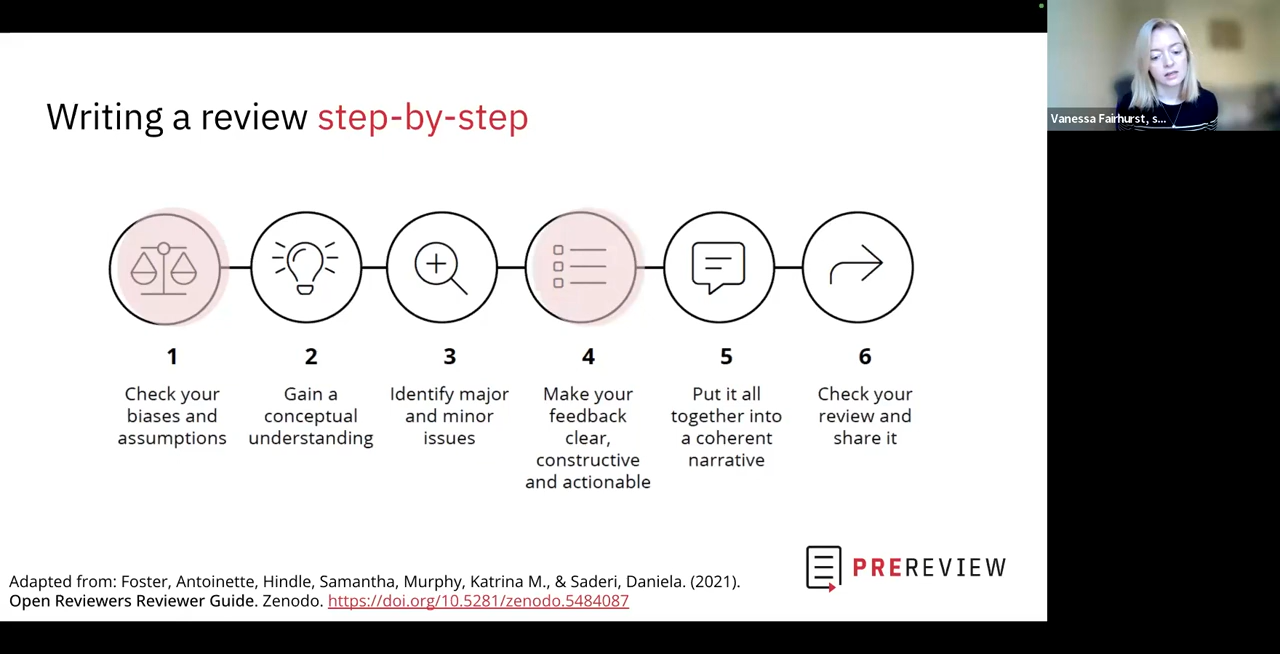 Writing a review step-by-step
Vanessa Fairhurst, s...
1
Check your
biases and
assumptions
2
Gain a
conceptual
understanding
3
Identify major
and minor
issues
4
Make your
feedback
clear,
constructive
and actionable
5
Put it all
together into
a coherent
narrative
6
Check your
review and
share it
PREREVIEW
Adapted from: Foster, Antoinette, Hindle, Samantha, Murphy, Katrina M., & Saderi, Daniela. (2021).
Open Reviewers Reviewer Guide. Zenodo. https://doi.org/10.5281/zenodo.5484087